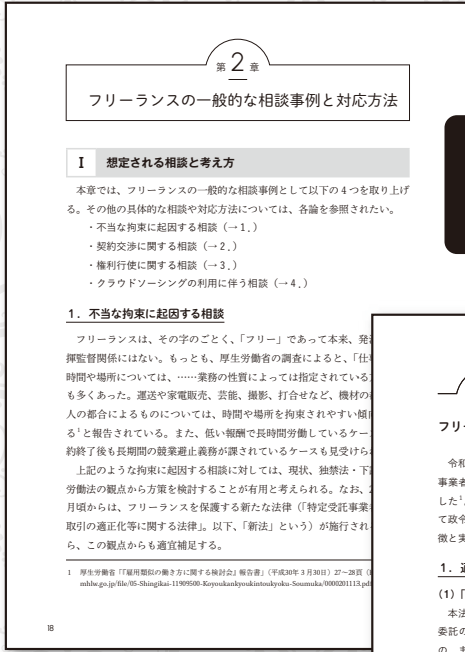 第2章
フリーランスの一般的な相談事例と対応方法
I 想定される相談と考え方
本章では、フリーランスの一般的な相談事例として以下の4つを取り上げ
る。その他の具体的な相談や対応方法については、各論を参照されたい。
・不当な拘束に起因する相談（→1.）
・契約交渉に関する相談（→2.）
・権利行使に関する相談（→3.）
・クラウドソーシングの利用に伴う相談（→4.）
1. 不当な拘束に起因する相談
フリーランスは、その字のごとく、「フリー」であって本来、発
揮監督関係にはない。もっとも、厚生労働省の調査によると、「仕
時間や場所については、……業務の性質によっては指定されている
も多くあった。運送や家電販売、芸能、撮影、打合せなど、機材の
人の都合によるものについては、時間や場所を拘束されやすい傾
る¹と報告されている。また、低い報酬で長時間労働しているケー
約終了後も長期間の競業避止義務が課されているケースも見受けら
上記のような拘束に起因する相談に対しては、現状、独禁法・下
労働法の観点から方策を検討することが有用と考えられる。なお、
月頃からは、フリーランスを保護する新たな法律（「特定受託事業
取引の適正化等に関する法律」。以下、「新法」という）が施行され
ら、この観点からも適宜補足する。
1 厚生労働省「「雇用類似の働き方に関する検討会」報告書」（平成30年3月30日）27〜28頁
mhlw.go.jp/file/05-Shingikai-11909500-Koyoukankyoukintoukyoku-Soumuka/0000201113.pdf
18
フリー
令和
事業者
した¹。
て政令
徴と実
1. 適
(1)「
本法
委託の